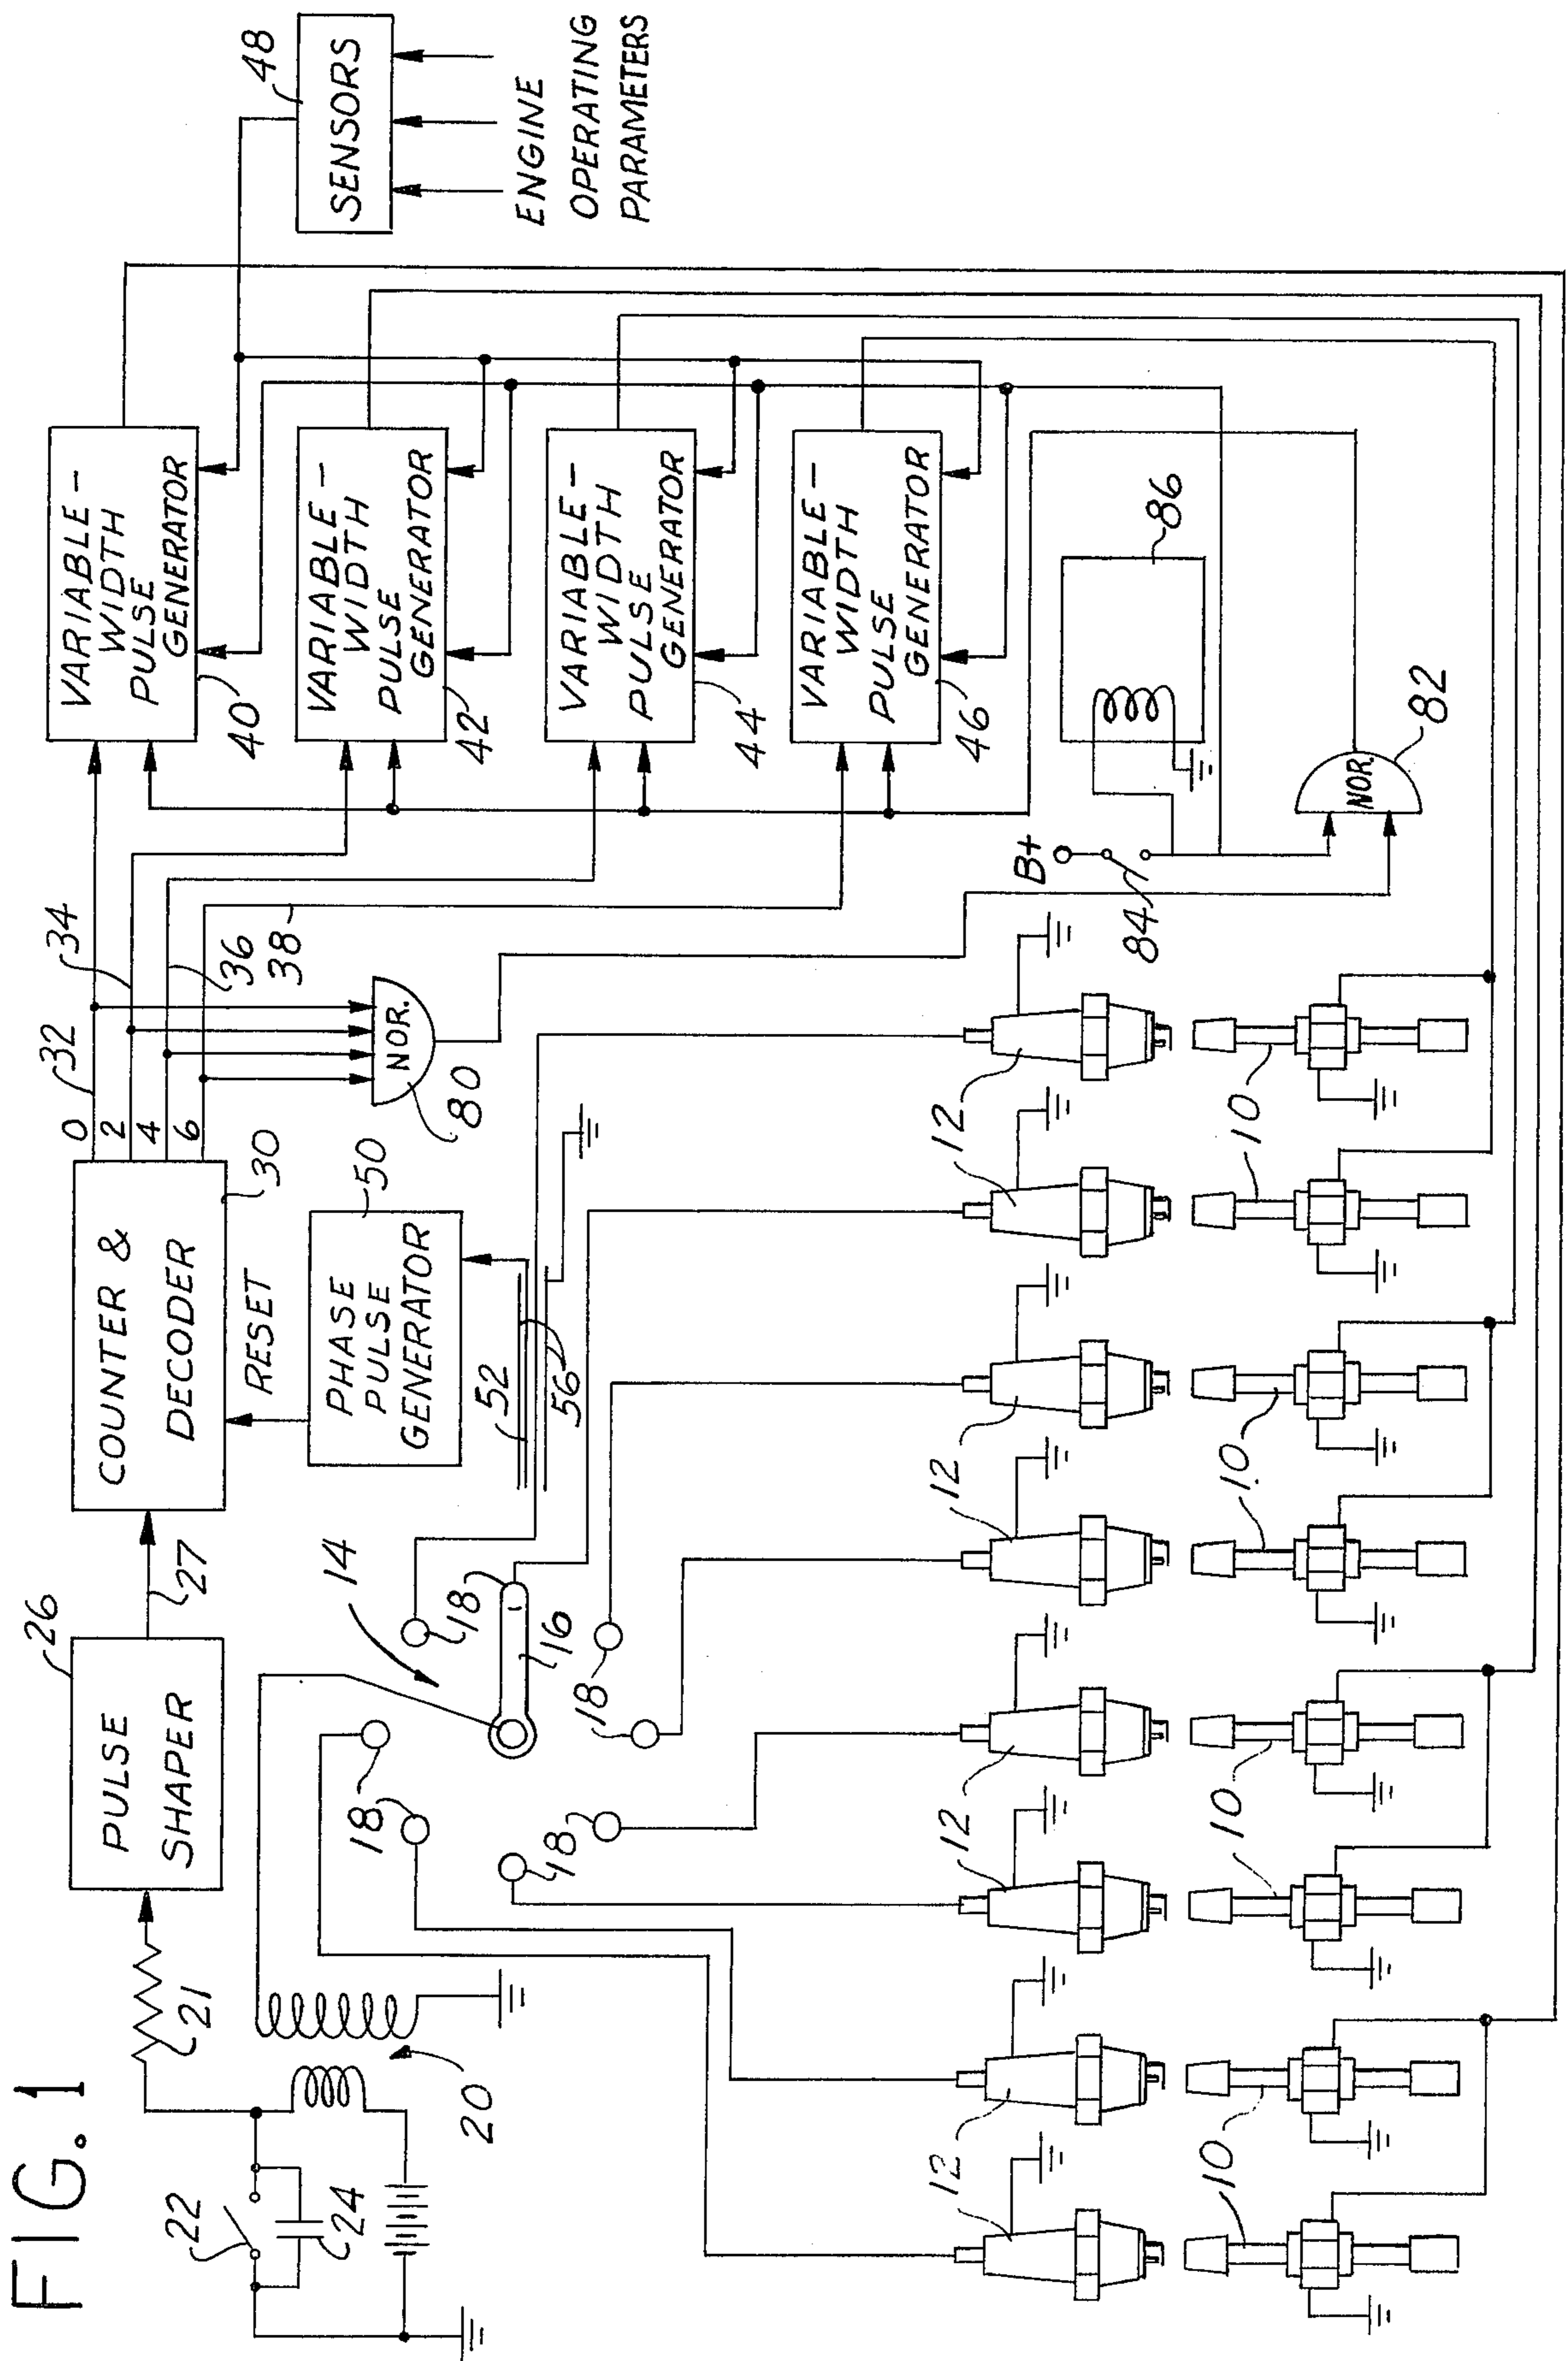 FIG. 1
22
24
20
21
26
PULSE
SHAPER
27
COUNTER &
DECODER
30
RESET
PHASE
PULSE
GENERATOR
50
52
56
0
2
4
6
32
34
36
38
NOR.
80
VARIABLE-
WIDTH
PULSE
GENERATOR
40
VARIABLE-
WIDTH
PULSE
GENERATOR
42
VARIABLE-
WIDTH
PULSE
GENERATOR
44
VARIABLE-
WIDTH
PULSE
GENERATOR
46
SENSORS
48
ENGINE
OPERATING
PARAMETERS
14
16
18
18
18
18
18
B+
84
86
NOR.
82
12
12
12
12
12
12
12
12
10
10
10
10
10
10
10
10